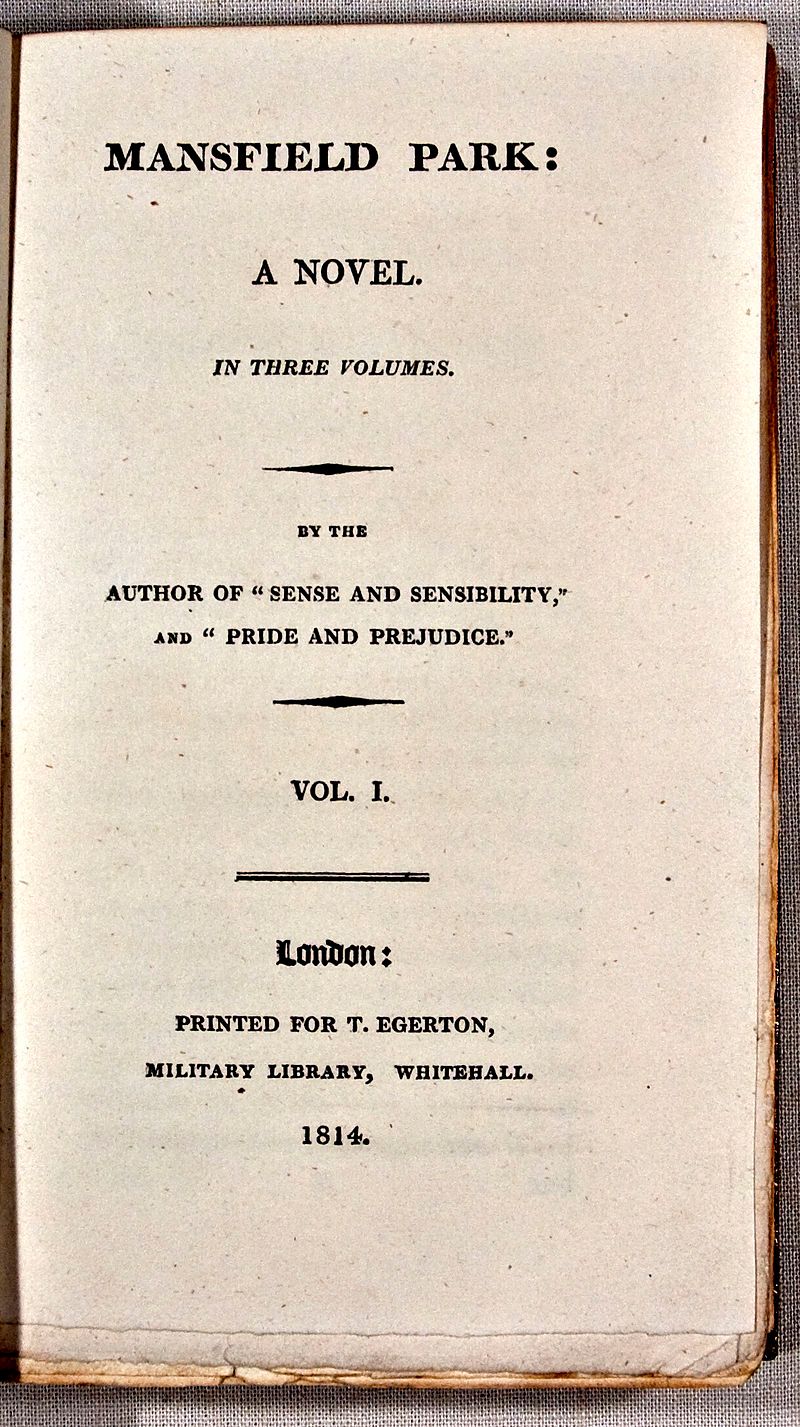 MANSFIELD PARK:
A NOVEL.
IN THREE VOLUMES.
BY THE
AUTHOR OF “ SENSE AND SENSIBILITY,”
AND “ PRIDE AND PREJUDICE.”
VOL. I.
London:
PRINTED FOR T. EGERTON,
MILITARY LIBRARY, WHITEHALL.
1814.